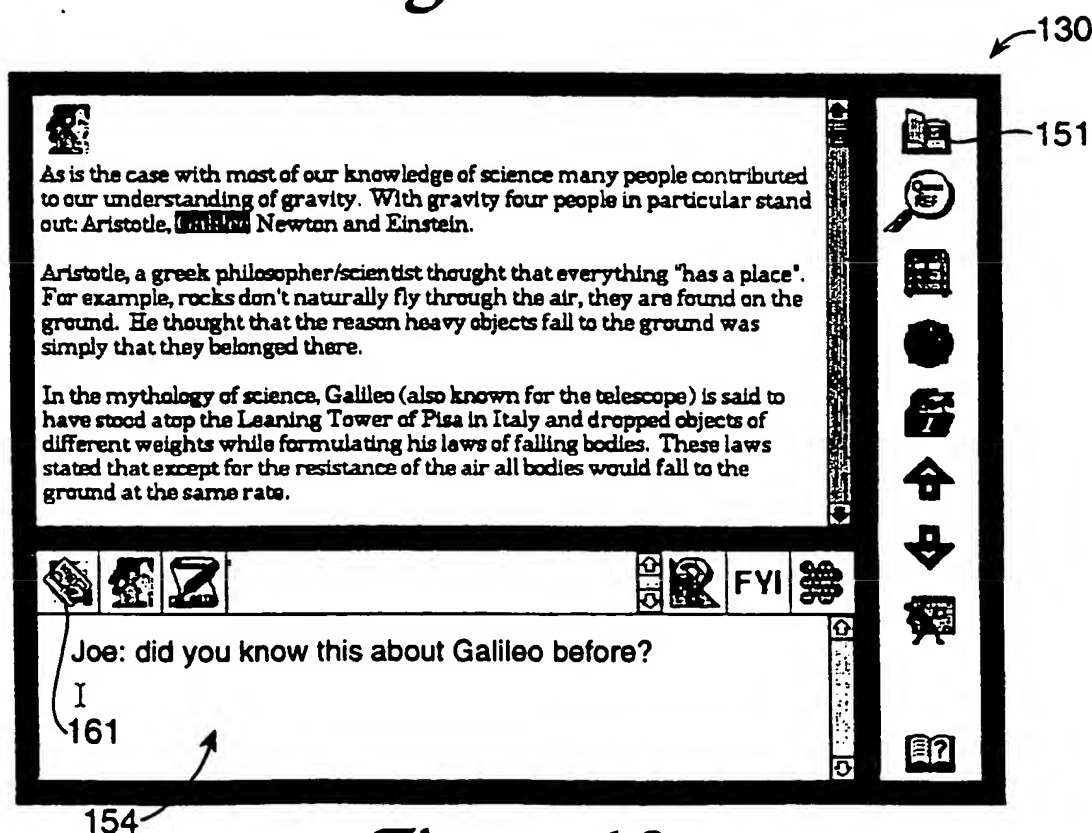 130
151
As is the case with most of our knowledge of science many people contributed
to our understanding of gravity. With gravity four people in particular stand
out: Aristotle, Newton and Einstein.
Aristotle, a greek philosopher/scientist thought that everything "has a place".
For example, rocks don't naturally fly through the air, they are found on the
ground. He thought that the reason heavy objects fall to the ground was
simply that they belonged there.
In the mythology of science, Galileo (also known for the telescope) is said to
have stood atop the Leaning Tower of Pisa in Italy and dropped objects of
different weights while formulating his laws of falling bodies. These laws
stated that except for the resistance of the air all bodies would fall to the
ground at the same rate.
REF
1
FYI
Joe: did you know this about Galileo before?
161
?
154